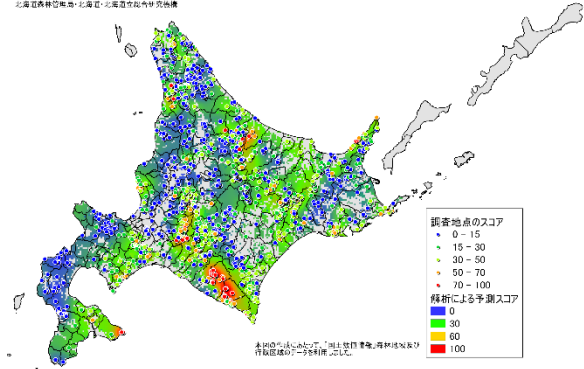 北海道森林管理局・北海道・北海道立総合研究機構
調査地点のスコア
0 - 15
15 - 30
30 - 50
50 - 70
70 - 100
解析による予測スコア
0
30
60
100
本図の作成にあたって、「国土数値情報」森林地域及び
行政区域のデータを利用しました。